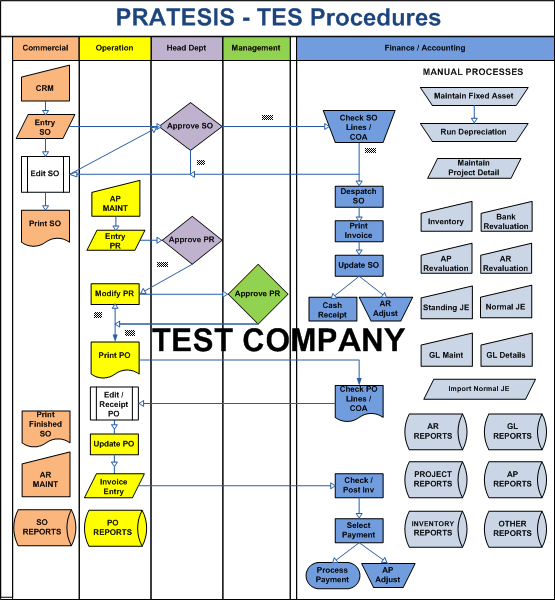 PRATESIS - TES Procedures
Commercial
Operation
Head Dept
Management
Finance / Accounting
CRM
Entry
SO
Edit SO
Print SO
Print
Finished
SO
AR
MAINT
SO
REPORTS
AP
MAINT
Entry
PR
Modify PR
Print PO
Edit /
Receipt
PO
Update PO
Invoice
Entry
PO
REPORTS
Approve SO
Approve PR
Approve PR
TEST COMPANY
Check SO
Lines /
COA
Despatch
SO
Print
Invoice
Update SO
Cash
Receipt
AR
Adjust
Check PO
Lines /
COA
Check /
Post Inv
Select
Payment
Process
Payment
AP
Adjust
MANUAL PROCESSES
Maintain Fixed Asset
Run Depreciation
Maintain
Project Detail
Inventory
Bank
Revaluation
AP
Revaluation
AR
Revaluation
Standing JE
Normal JE
GL Maint
GL Details
Import Normal JE
AR
REPORTS
GL
REPORTS
PROJECT
REPORTS
AP
REPORTS
INVENTORY
REPORTS
OTHER
REPORTS